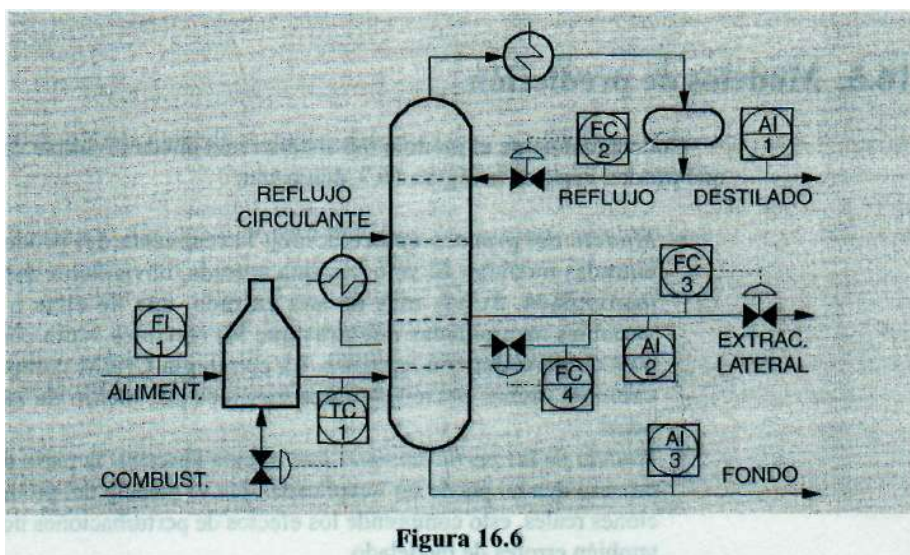 FC
2
AI
1
REFLUJO
CIRCULANTE
REFLUJO
DESTILADO
FC
3
FI
1
AI
2
EXTRAC.
LATERAL
ALIMENT.
FC
4
TC
1
AI
3
COMBUST.
FONDO
Figura 16.6